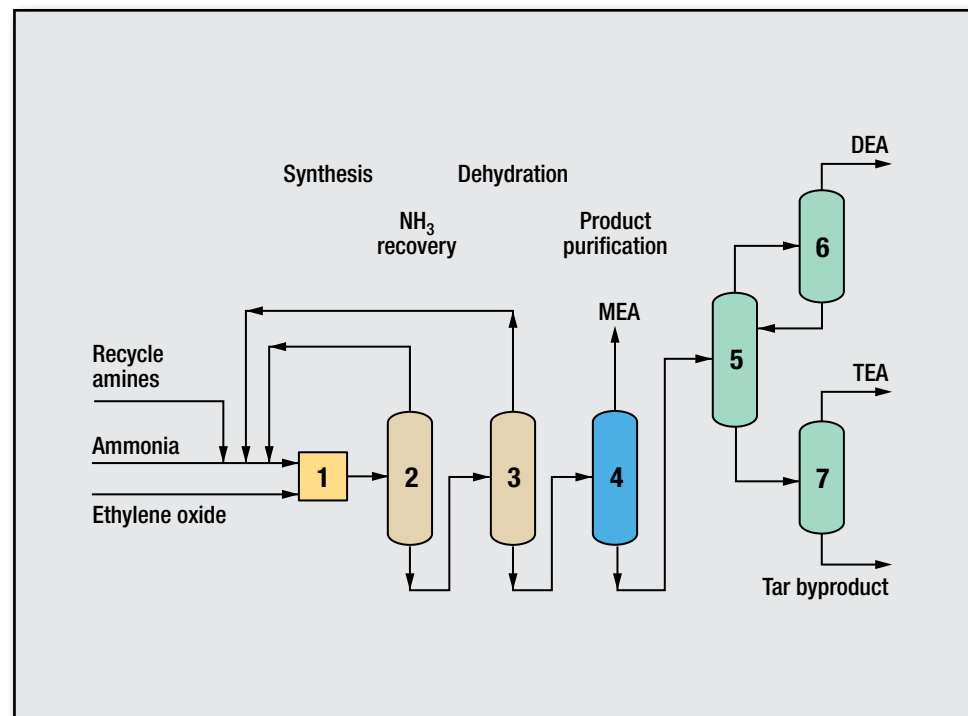 DEA
Synthesis
Dehydration
NH3
recovery
Product
purification
6
MEA
Recycle
amines
5
TEA
Ammonia
1
2
3
4
7
Ethylene oxide
Tar byproduct